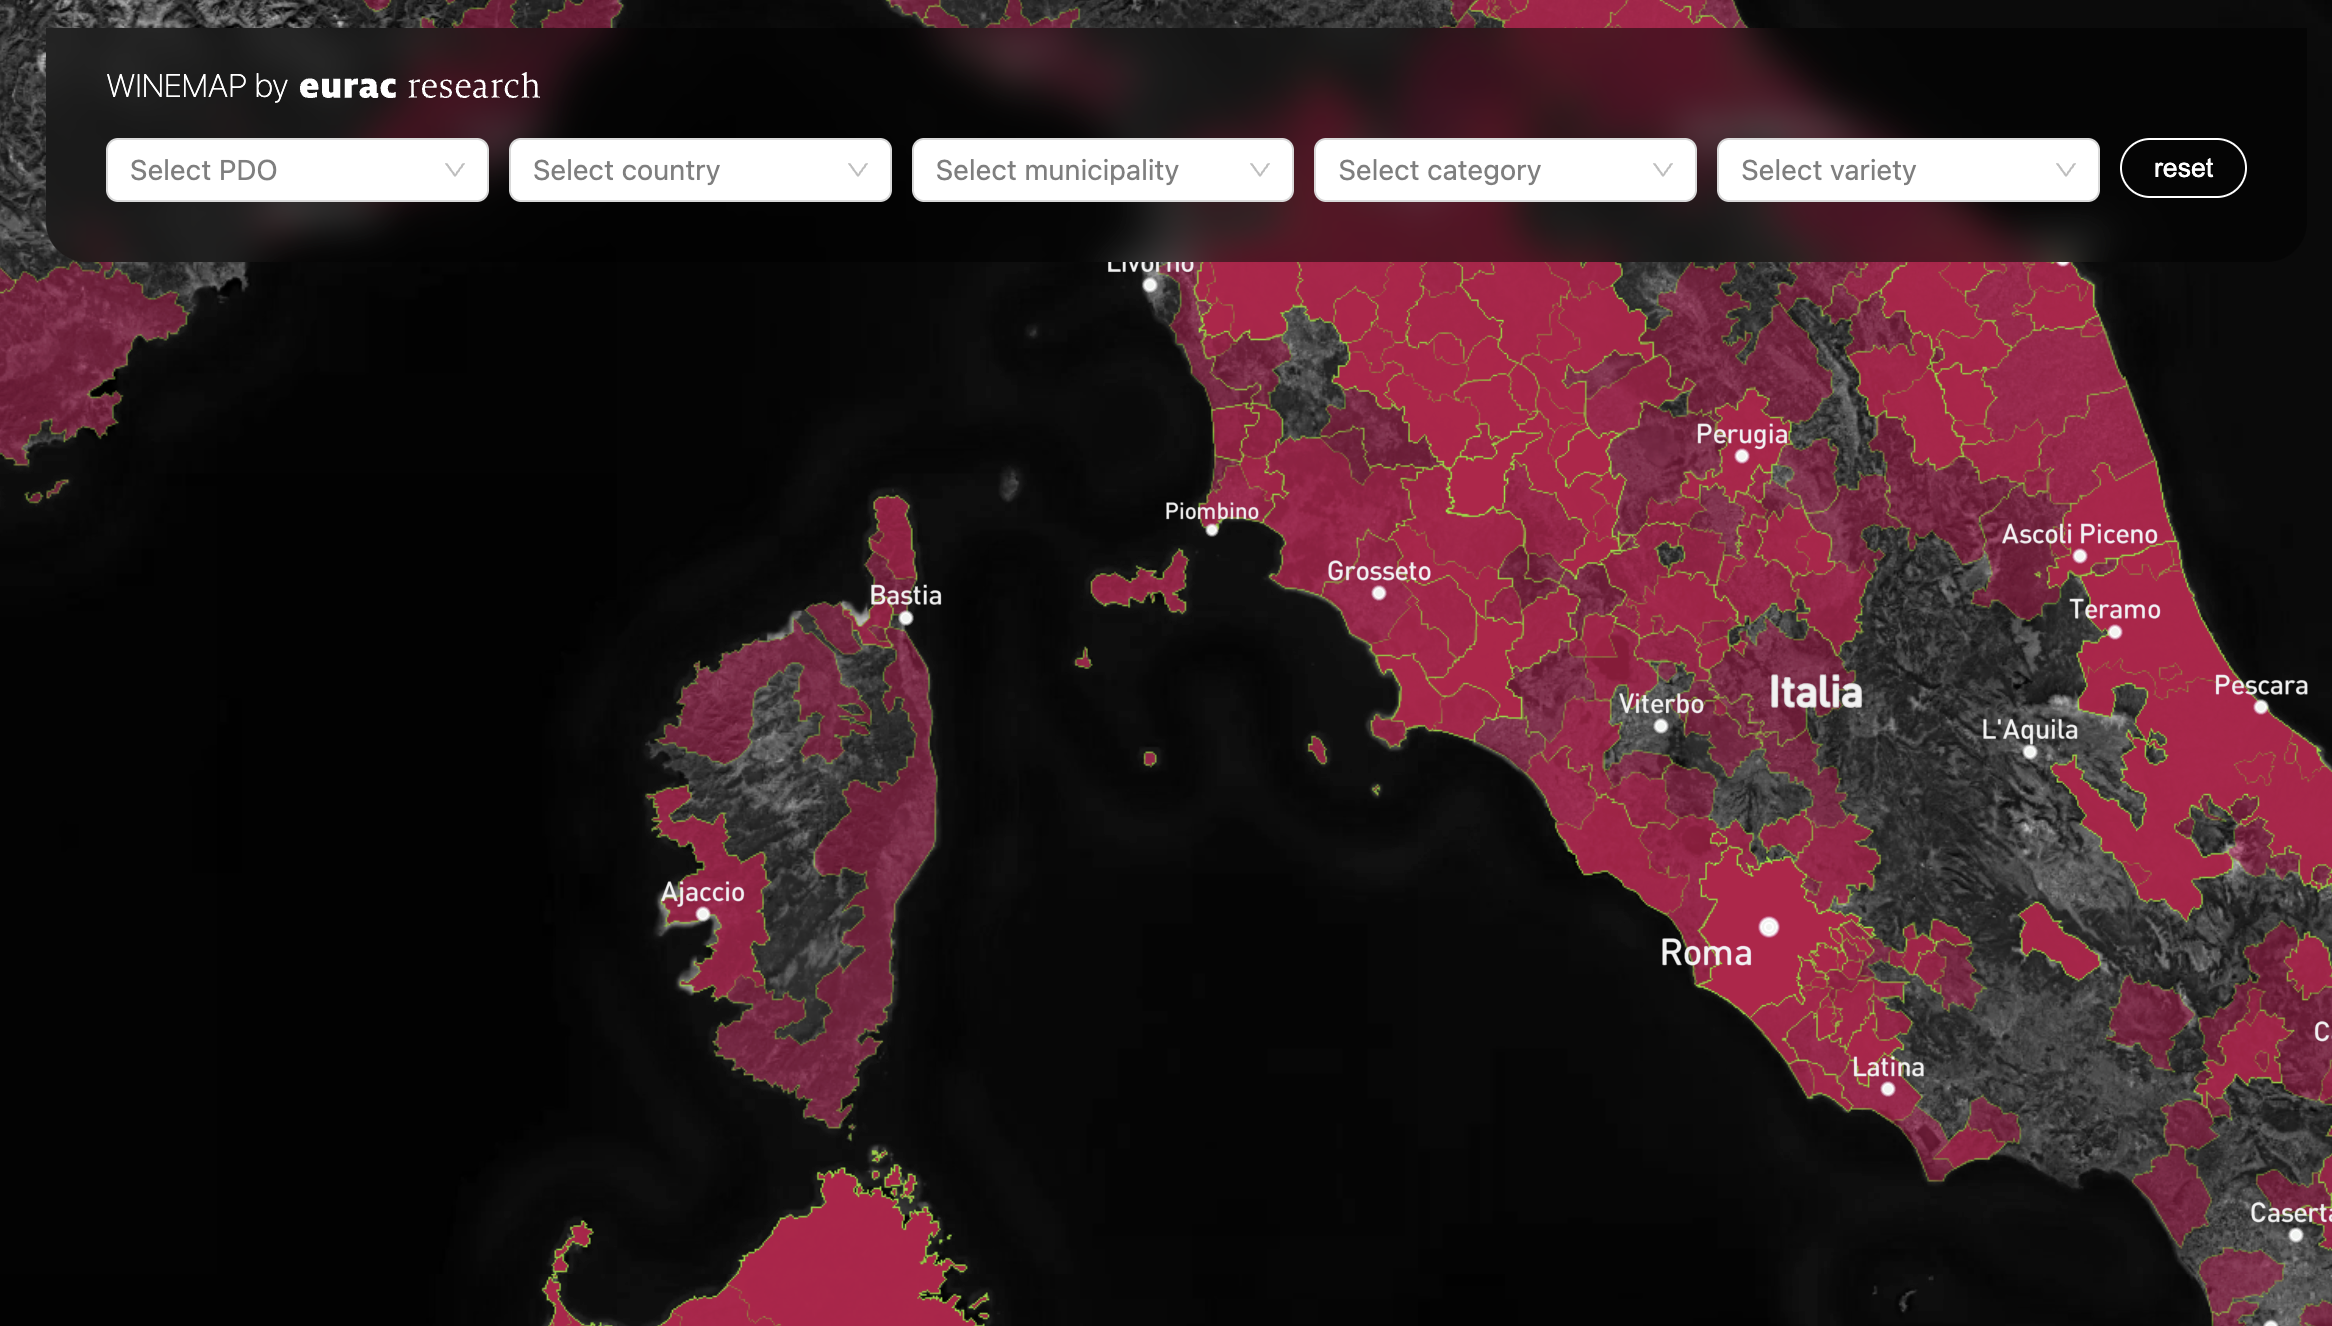 WINEMAP by eurac research
Select PDO
Select country
Select municipality
Select category
Select variety
reset
Livorno
Perugia
Piombino
Ascoli Piceno
Grosseto
Bastia
Teramo
Italia
Pescara
Viterbo
L'Aquila
Ajaccio
Roma
C
Latina
Casert